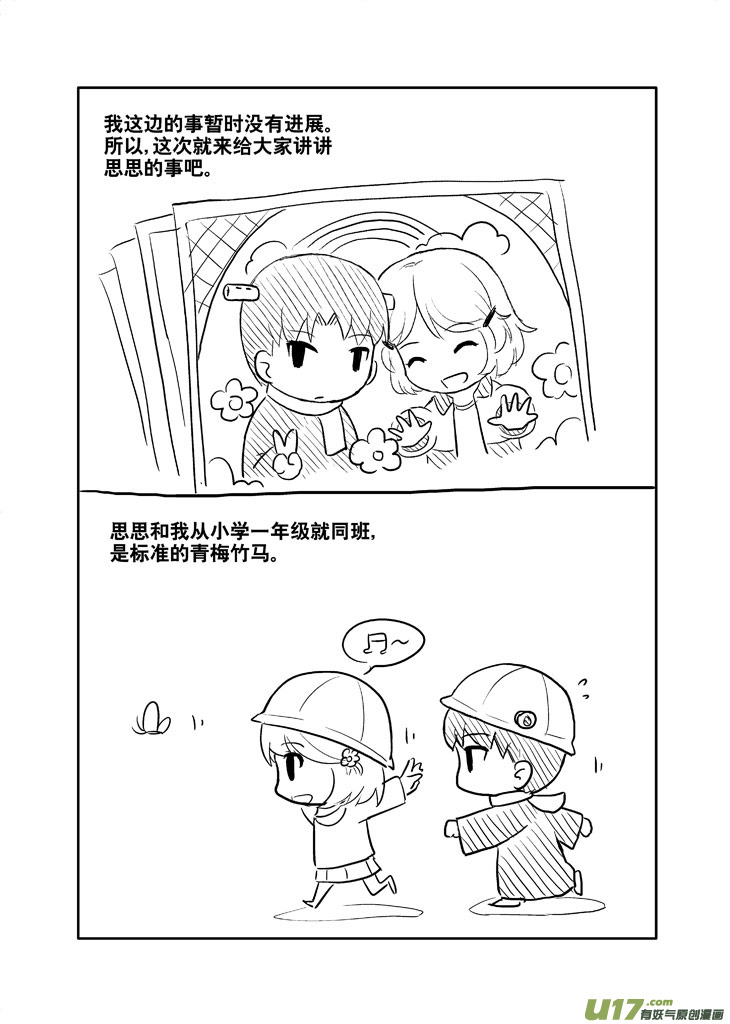 我这边的事暂时没有进展。
所以,这次就来给大家讲讲
思思的事吧。
思思和我从小学一年级就同班,
是标准的青梅竹马。
U17.com
有妖气原创漫画